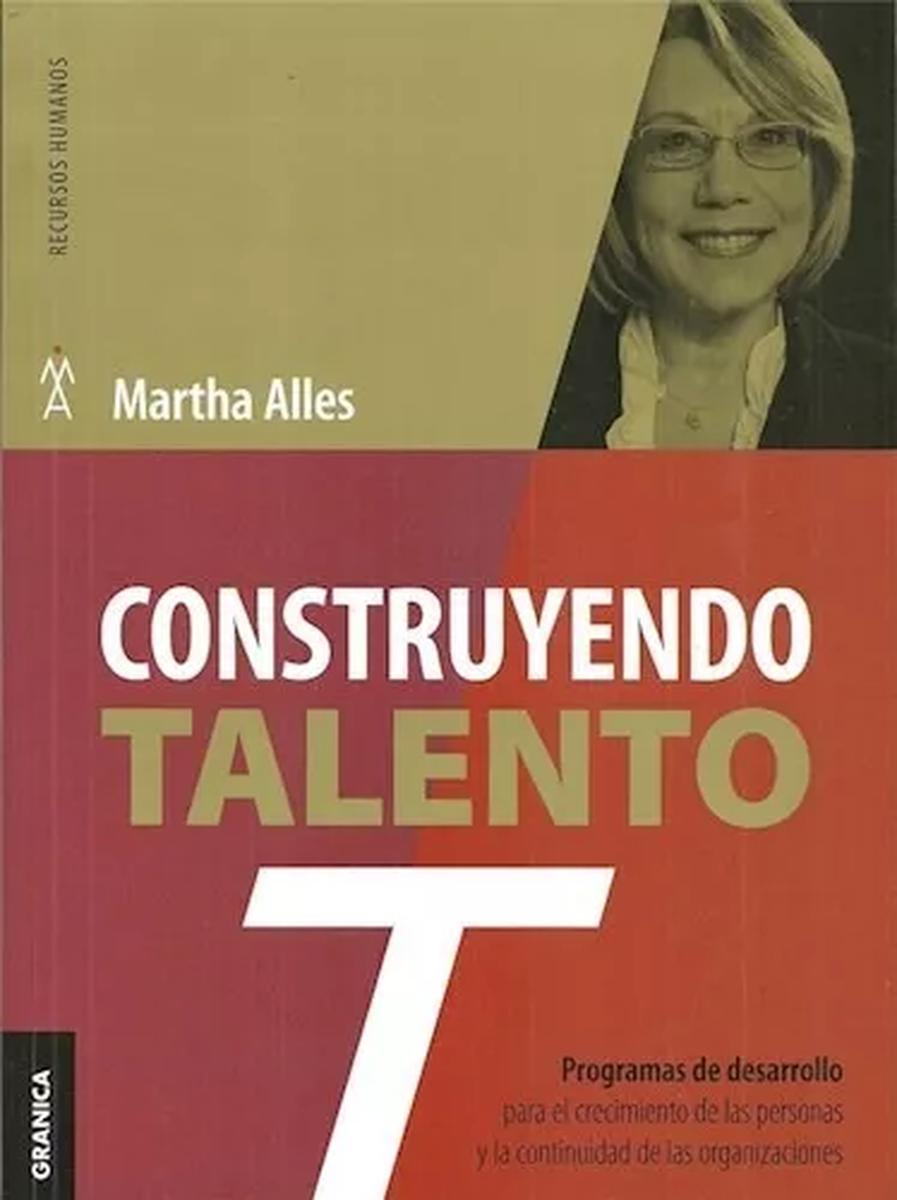 RECURSOS HUMANOS
MA
Martha Alles
CONSTRUYENDO
TALENTO
T
Programas de desarrollo
para el crecimiento de las personas
y la continuidad de las organizaciones
GRANICA